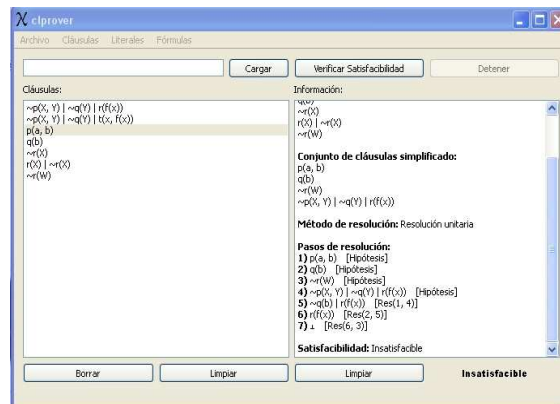 clprover
Archivo Cláusulas Literales Fórmulas
Cargar
Verificar Satisfacibilidad
Detener
Cláusulas:
~p(X, Y) | ~q(Y) | r(f(x))
~p(X, Y) | ~q(Y) | t(x, f(x))
p(a, b)
q(b)
~r(X)
r(X) | ~r(X)
~r(W)
Borrar
Limpiar
Información:
q(b)
~r(X)
r(X) | ~r(X)
~r(W)
Conjunto de cláusulas simplificado:
p(a, b)
q(b)
~r(W)
~p(X, Y) | ~q(Y) | r(f(x))
Método de resolución: Resolución unitaria
Pasos de resolución:
1) p(a, b) [Hipótesis]
2) q(b) [Hipótesis]
3) ~r(W) [Hipótesis]
4) ~p(X, Y) | ~q(Y) | r(f(x)) [Hipótesis]
5) ~q(b) | r(f(x)) [Res(1, 4)]
6) r(f(x)) [Res(2, 5)]
7) ⊥ [Res(6, 3)]
Satisfacibilidad: Insatisfacible
Limpiar
Insatisfacible